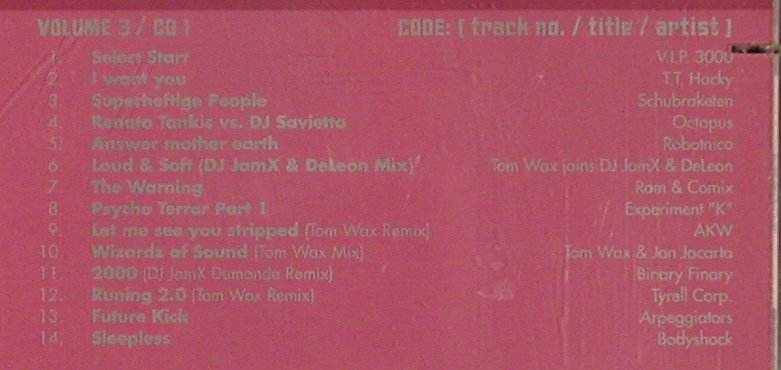 VOLUME 3 / CD 1 CODE: [ track no. / title / artist ]
1. Select Start V.I.P. 3000
2. I want you T.T. Hacky
3. Superheftige People Schubraketen
4. Renato Tankis vs. DJ Savietto Octopus
5. Answer mother earth Robotnico
6. Loud & Soft (DJ JamX & DeLeon Mix) Tom Wax joins DJ JamX & DeLeon
7. The Warning Ram & Comix
8. Psycho Terror Part 1 Experiment "K"
9. Let me see you stripped (Tom Wax Remix) AKW
10. Wizardz of Sound (Tom Wax Mix) Tom Wax & Jan Jacarta
11. 2000 (DJ JamX Dumonde Remix) Binary Finary
12. Runing 2.0 (Tom Wax Remix) Tyrell Corp.
13. Future Kick Arpeggiators
14. Sleepless Bodyshock